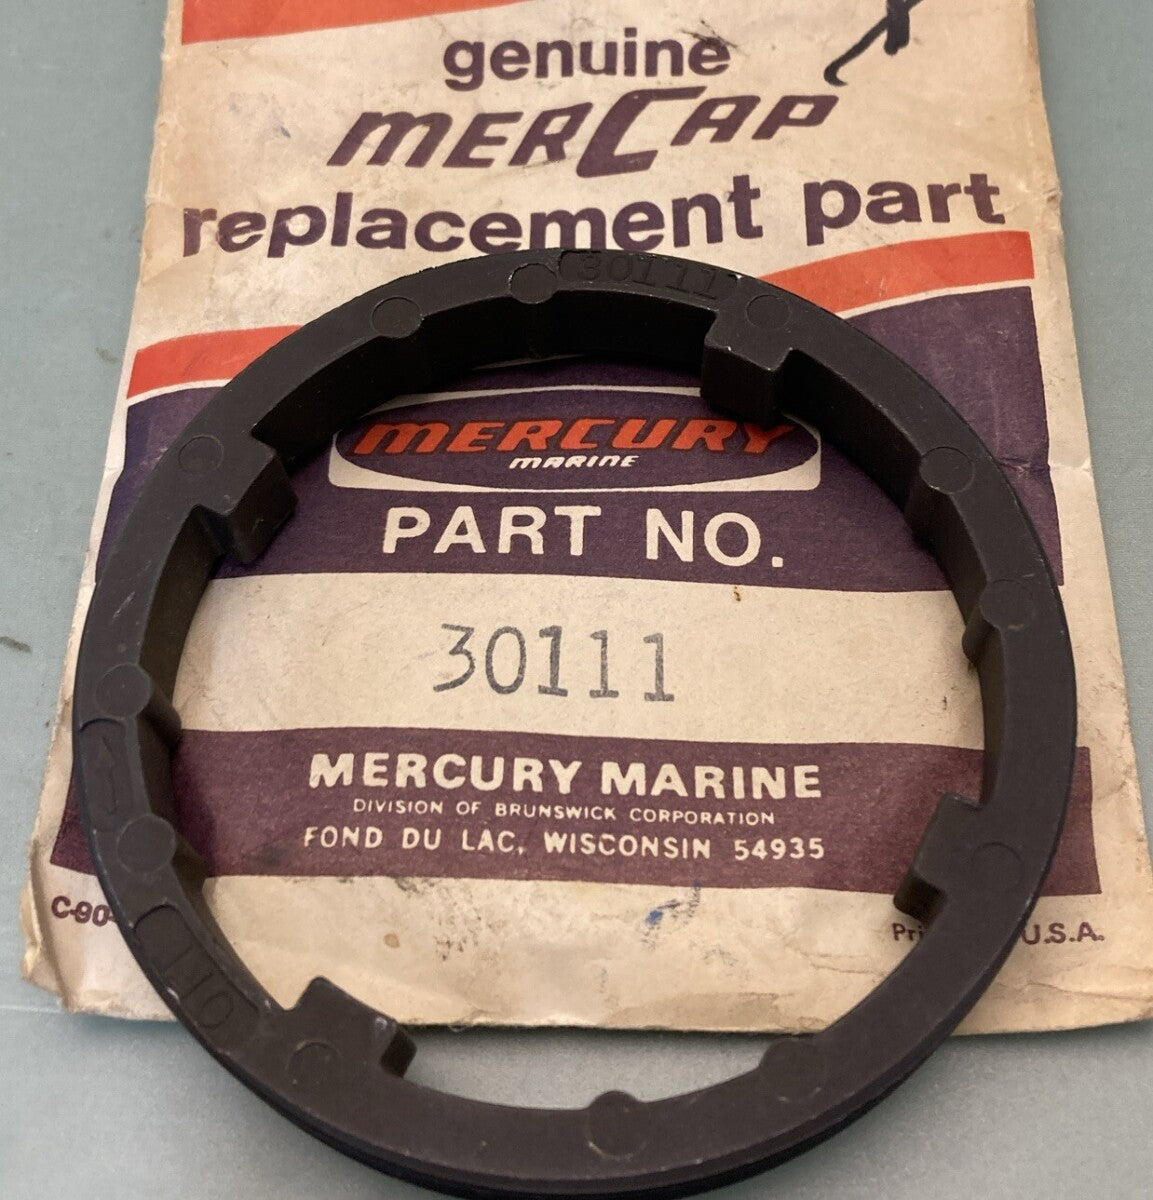 genuine
MERCAP
replacement part
30111
MERCURY
MARINE
PART NO.
30111
MERCURY MARINE
DIVISION OF BRUNSWICK CORPORATION
FOND DU LAC, WISCONSIN 54935
C-90-
U.S.A.